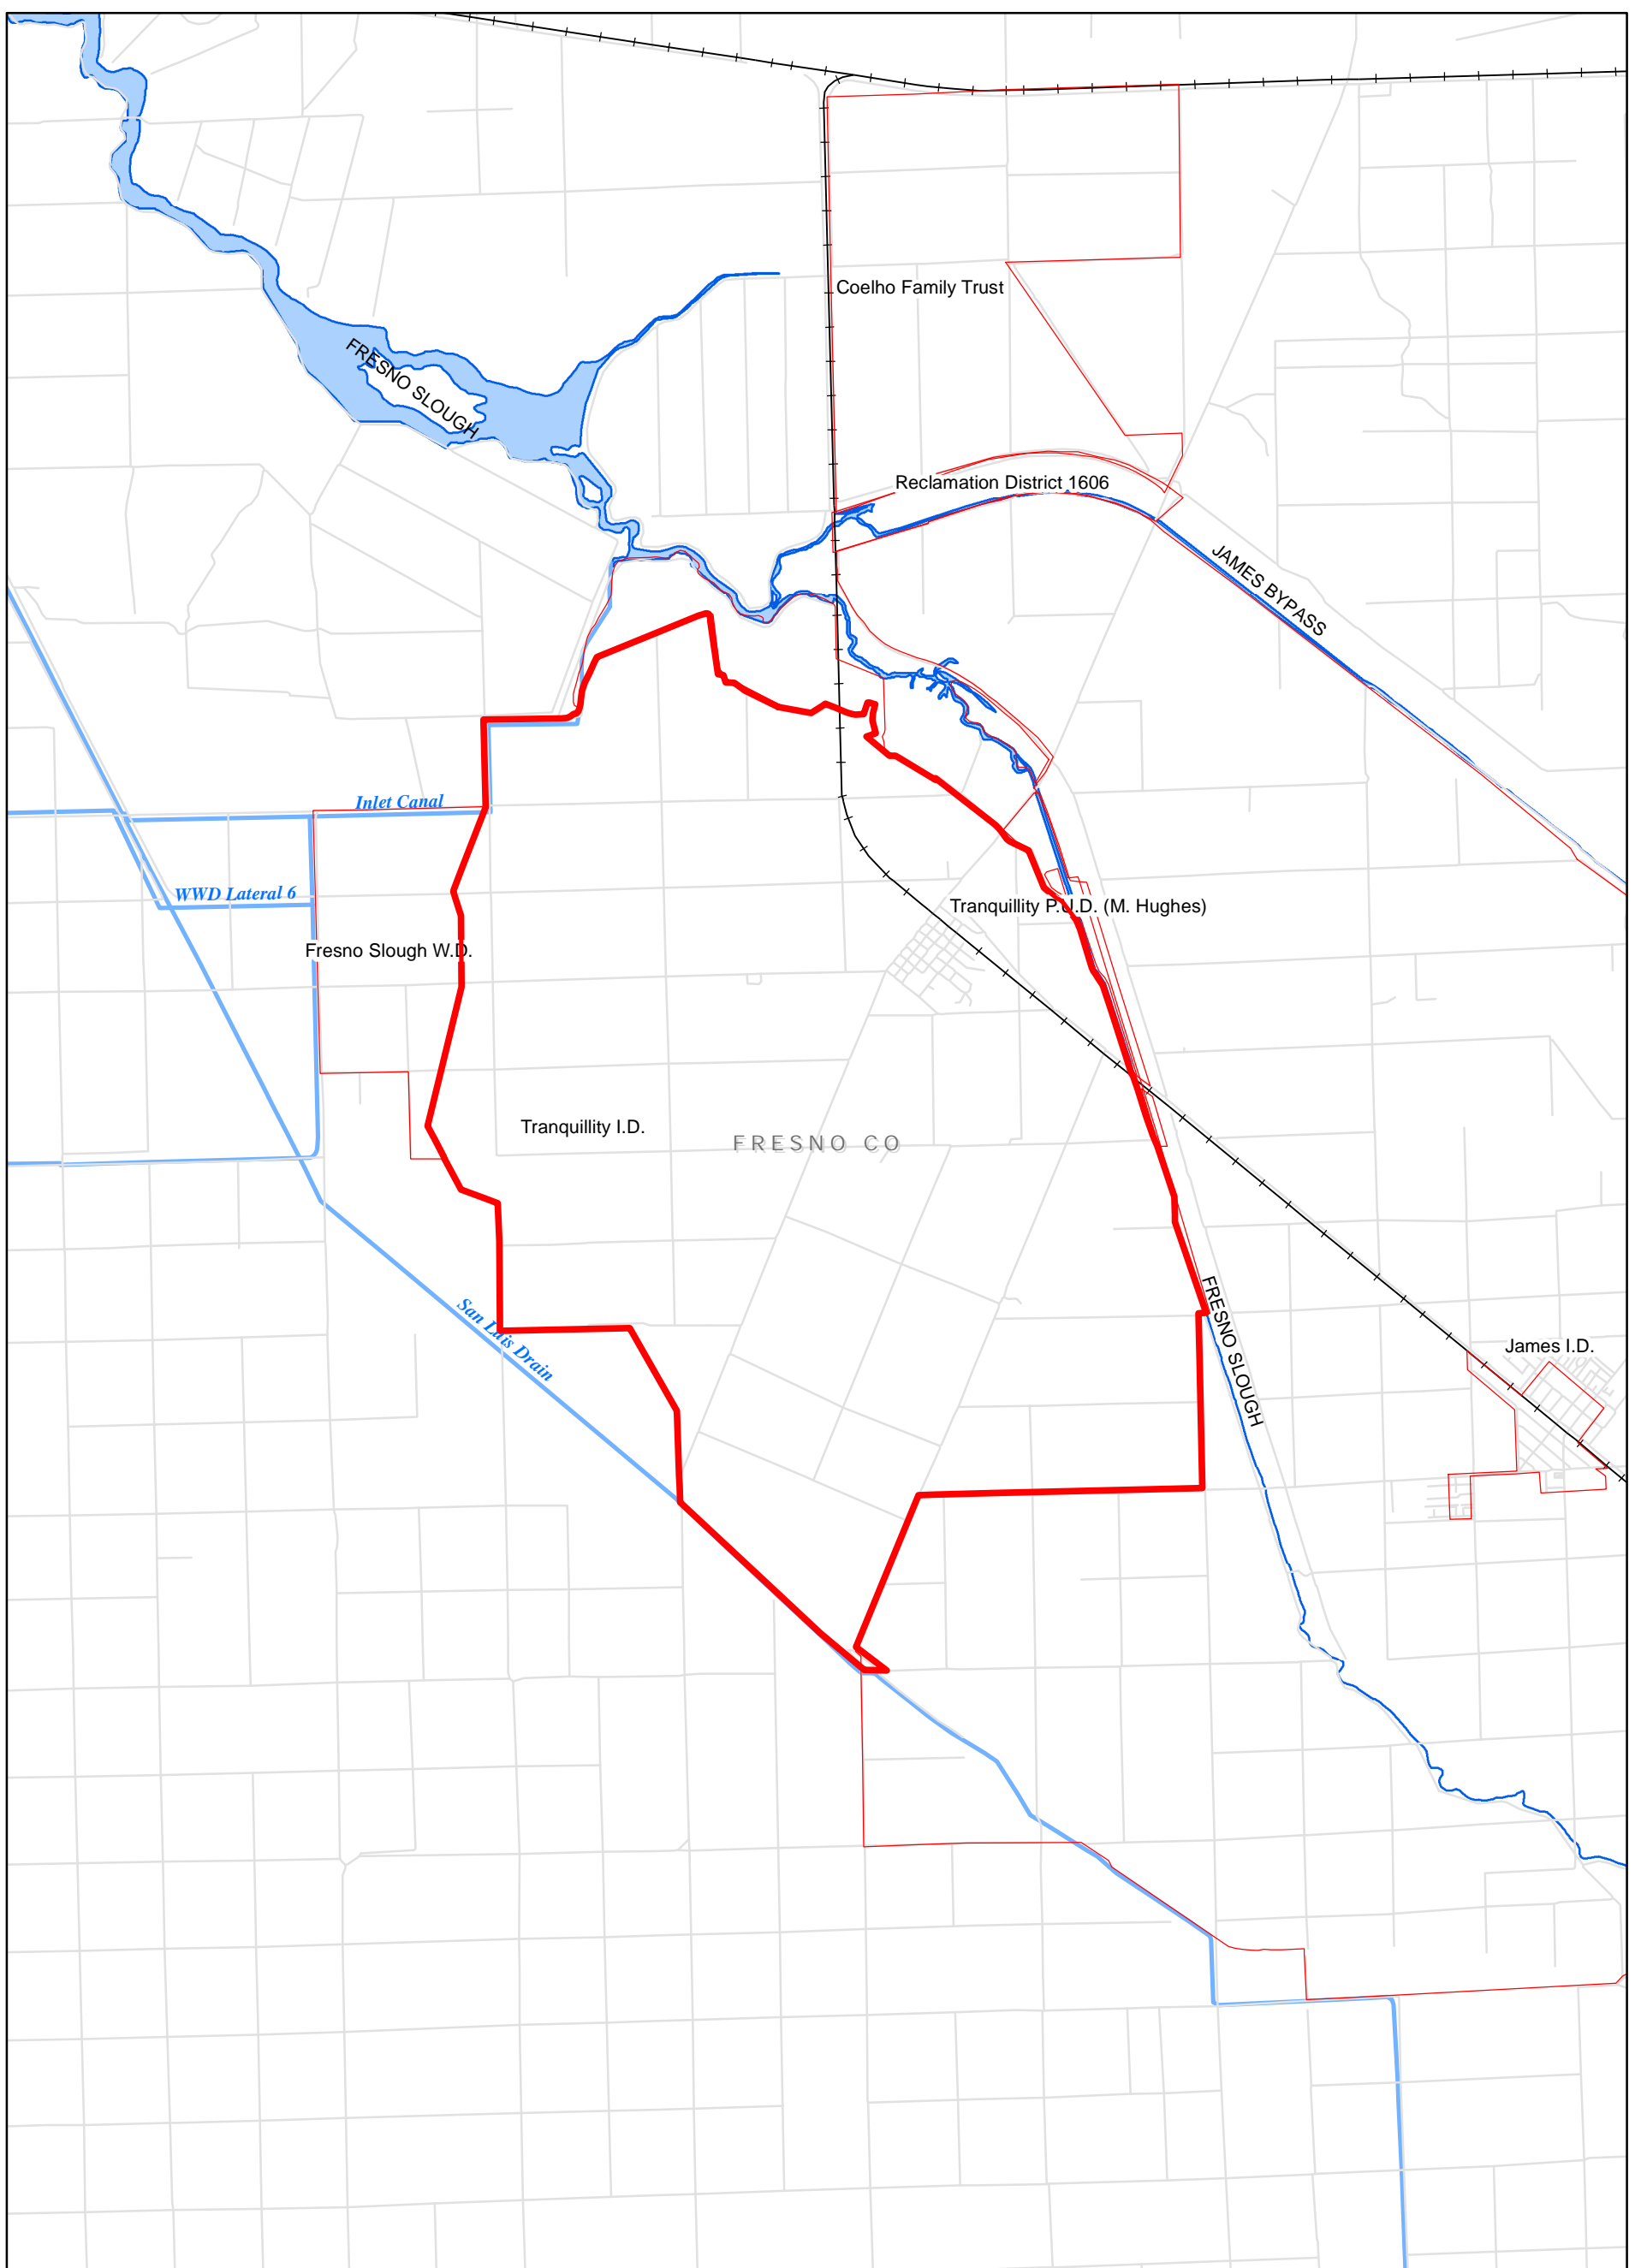 Coelho Family Trust
FRESNO SLOUGH
Reclamation District 1606
JAMES BYPASS
Inlet Canal
WWD Lateral 6
Tranquillity P.U.D. (M. Hughes)
Fresno Slough W.D.
Tranquillity I.D.
FRESNO CO
San Luis Drain
FRESNO SLOUGH
James I.D.